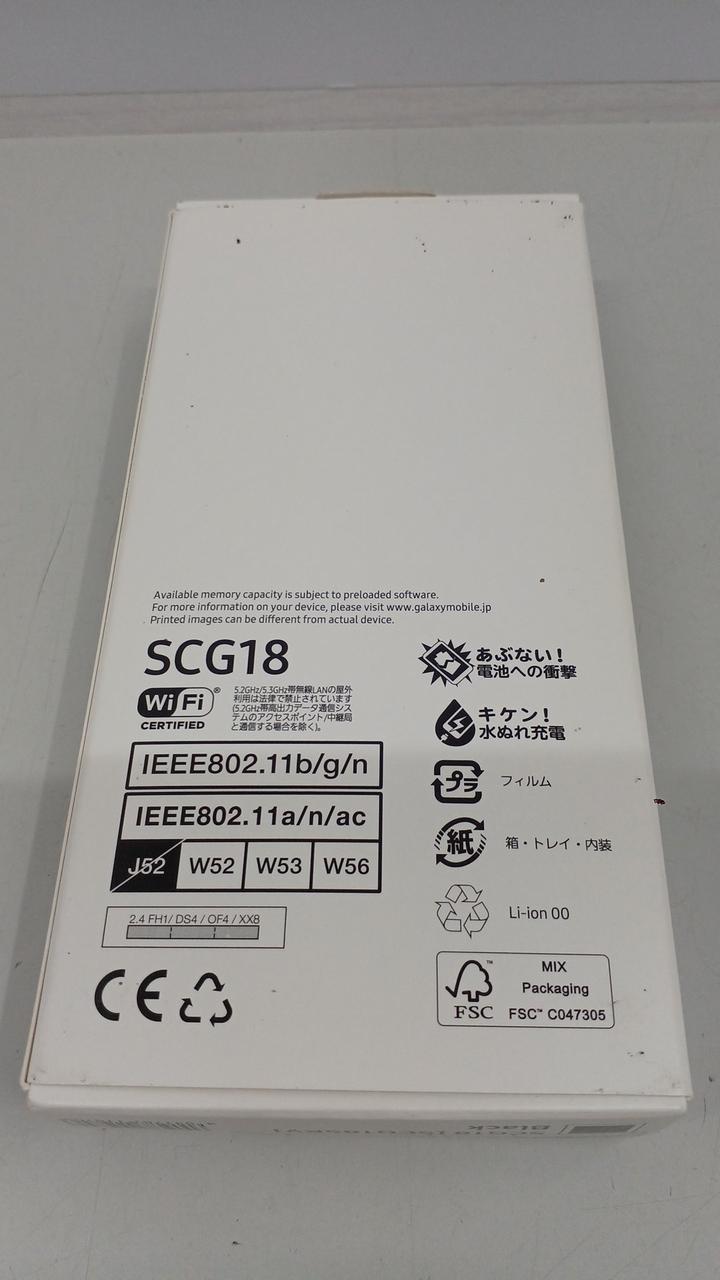 Available memory capacity is subject to preloaded software.
For more information on your device, please visit www.galaxymobile.jp
Printed images can be different from actual device.
SCG18
Wi Fi®
CERTIFIED
5.2GHz/5.3GHz帯無線LANの屋外
利用は法律で禁止されています
(5.2GHz帯高出力データ通信シス
テムのアクセスポイント/中継局
と通信する場合を除く)。
IEEE802.11b/g/n
IEEE802.11a/n/ac
J52 W52 W53 W56
2.4 FH1/ DS4 / OF4 / XX8
CE
あぶない!
電池への衝撃
キケン!
水ぬれ充電
プラ フィルム
紙 箱・トレイ・内装
Li-ion 00
FSC™
MIX
Packaging
FSC™ C047305
Black